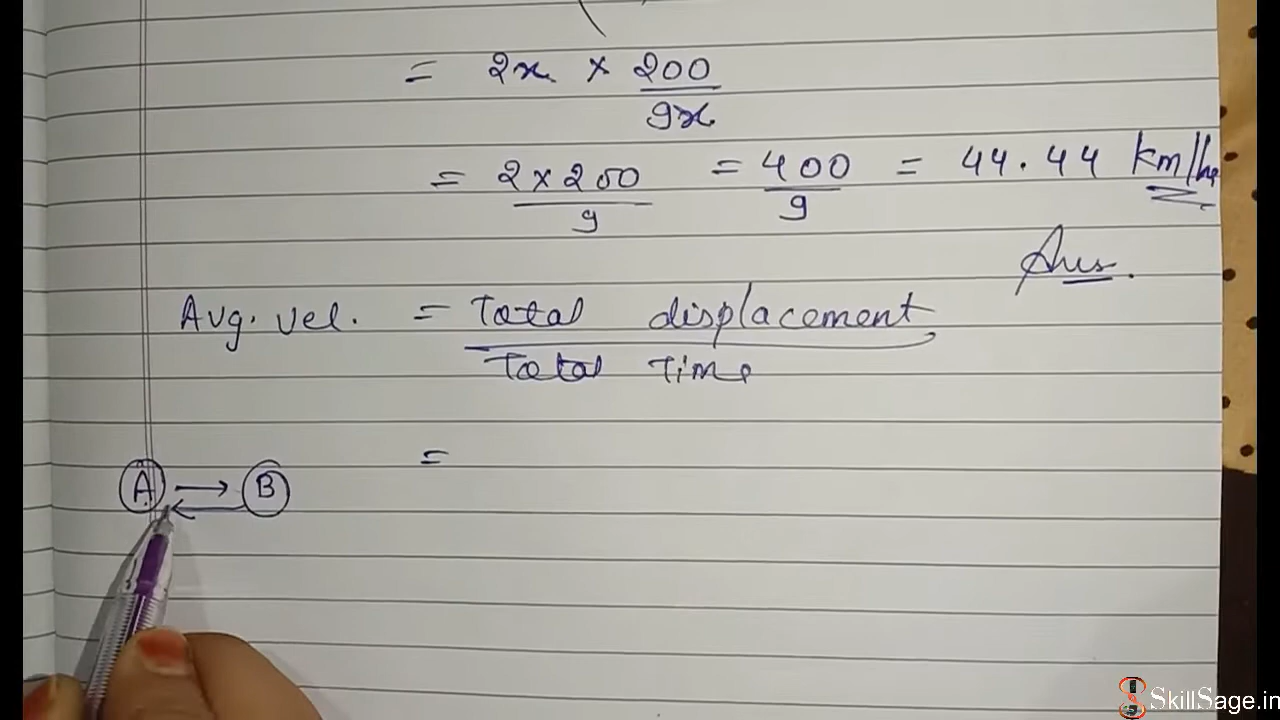 = 2x × 200/9x
= 2 × 200/9 = 400/9 = 44.44 km/hr
Ans.
Avg. vel. = Total displacement/Total Time
=
A → ← B
SkillSage.in